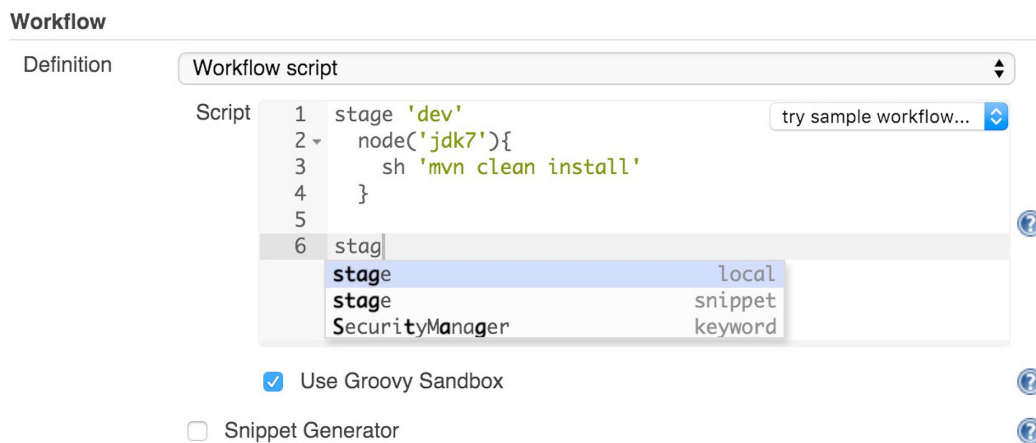 Workflow
Definition Workflow script
Script 1 stage 'dev' try sample workflow...
2 node('jdk7'){
3 sh 'mvn clean install'
4 }
5
6 stag
stage local
stage snippet
SecurityManager keyword
Use Groovy Sandbox
Snippet Generator